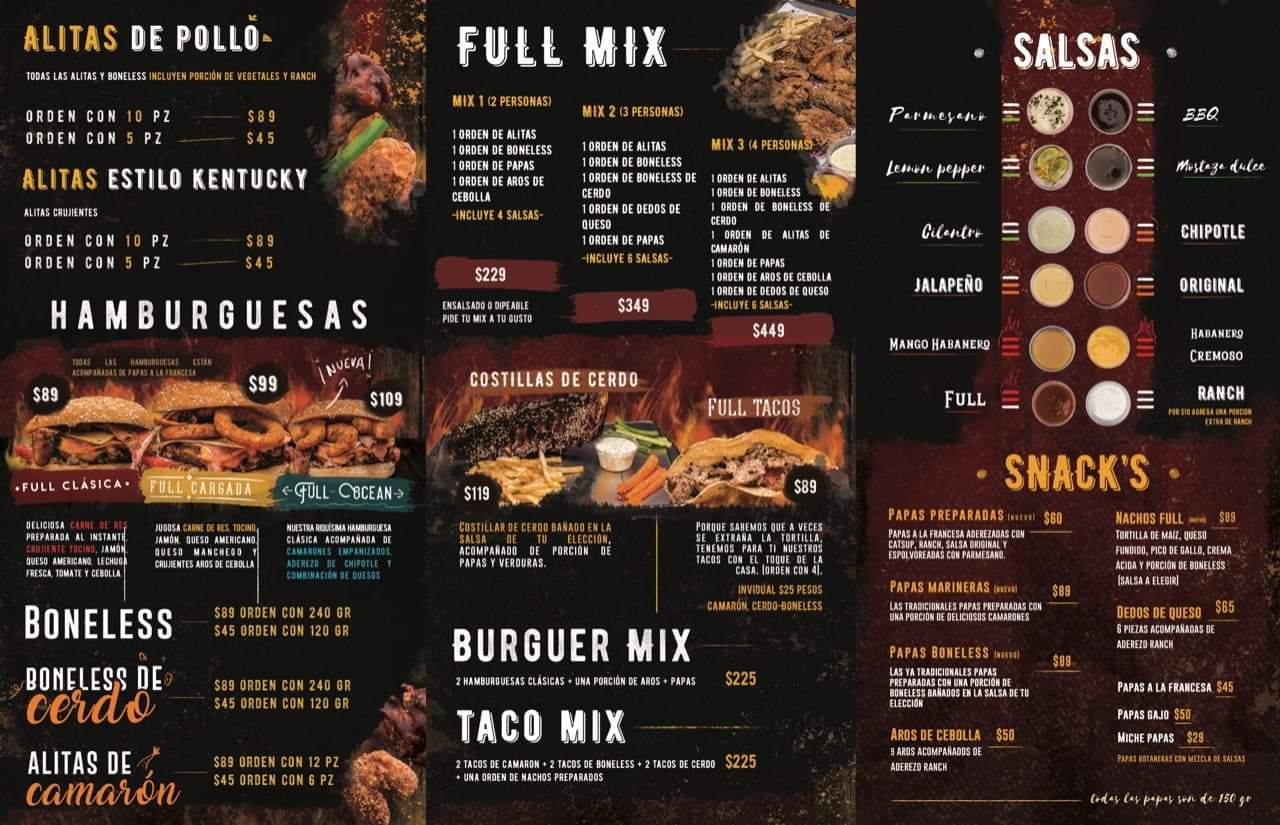 ALITAS DE POLLO
TODAS LAS ALITAS Y BONELESS INCLUYEN PORCIÓN DE VEGETALES Y RANCH
ORDEN CON 10 PZ $89
ORDEN CON 5 PZ $45
ALITAS ESTILO KENTUCKY
ALITAS CRUJIENTES
ORDEN CON 10 PZ $89
ORDEN CON 5 PZ $45
HAMBURGUESAS
TODAS LAS HAMBURGUESAS ESTÁN
ACOMPAÑADAS DE PAPAS A LA FRANCESA
$89
$99
¡NUEVA!
$109
•FULL CLÁSICA•
FULL CARGADA
FULL-OCEAN
DELICIOSA CARNE DE RES
PREPARADA AL INSTANTE,
CRUJIENTE TOCINO, JAMÓN,
QUESO AMERICANO, LECHUGA
FRESCA, TOMATE Y CEBOLLA.
JUGOSA CARNE DE RES, TOCINO,
JAMÓN, QUESO AMERICANO,
QUESO MANCHEGO Y
CRUJIENTES AROS DE CEBOLLA
NUESTRA RIQUÍSIMA HAMBURGUESA
CLÁSICA ACOMPAÑADA DE
CAMARONES EMPANIZADOS,
ADEREZO DE CHIPOTLE Y
COMBINACIÓN DE QUESOS
BONELESS
$89 ORDEN CON 240 GR
$45 ORDEN CON 120 GR
BONELESS DE
cerdo
$89 ORDEN CON 240 GR
$45 ORDEN CON 120 GR
ALITAS DE
camarón
$89 ORDEN CON 12 PZ
$45 ORDEN CON 6 PZ
FULL MIX
MIX 1 (2 PERSONAS)
1 ORDEN DE ALITAS
1 ORDEN DE BONELESS
1 ORDEN DE PAPAS
1 ORDEN DE AROS DE
CEBOLLA
-INCLUYE 4 SALSAS-
$229
ENSALSADO O DIPEABLE
PIDE TU MIX A TU GUSTO
MIX 2 (3 PERSONAS)
1 ORDEN DE ALITAS
1 ORDEN DE BONELESS
1 ORDEN DE BONELESS DE
CERDO
1 ORDEN DE DEDOS DE
QUESO
1 ORDEN DE PAPAS
-INCLUYE 6 SALSAS-
$349
MIX 3 (4 PERSONAS)
1 ORDEN DE ALITAS
1 ORDEN DE BONELESS
1 ORDEN DE BONELESS DE
CERDO
1 ORDEN DE ALITAS DE
CAMARÓN
1 ORDEN DE PAPAS
1 ORDEN DE AROS DE CEBOLLA
1 ORDEN DE DEDOS DE QUESO
-INCLUYE 6 SALSAS-
$449
COSTILLAS DE CERDO
$119
COSTILLAR DE CERDO BAÑADO EN LA
SALSA DE TU ELECCIÓN,
ACOMPAÑADO DE PORCIÓN DE
PAPAS Y VERDURAS.
FULL TACOS
$89
PORQUE SABEMOS QUE A VECES
SE EXTRAÑA LA TORTILLA,
TENEMOS PARA TI NUESTROS
TACOS CON EL TOQUE DE LA
CASA. (ORDEN CON 4),
INVIDUAL $25 PESOS
CAMARÓN, CERDO-BONELESS
BURGUER MIX
2 HAMBURGUESAS CLÁSICAS + UNA PORCIÓN DE AROS + PAPAS $225
TACO MIX
2 TACOS DE CAMARON + 2 TACOS DE BONELESS + 2 TACOS DE CERDO $225
+ UNA ORDEN DE NACHOS PREPARADOS
SALSAS
Parmesano
BBQ
Lemon pepper
Mostaza dulce
Cilantro
CHIPOTLE
JALAPEÑO
ORIGINAL
MANGO HABANERO
HABANERO
CREMOSO
FULL
RANCH
POR $10 AGREGA UNA PORCION
EXTRA DE RANCH
SNACK'S
PAPAS PREPARADAS (NUEVO) $60
PAPAS A LA FRANCESA ADEREZADAS CON
CATSUP, RANCH, SALSA ORIGINAL Y
ESPOLVOREADAS CON PARMESANO.
PAPAS MARINERAS (NUEVO) $89
LAS TRADICIONALES PAPAS PREPARADAS CON
UNA PORCIÓN DE DELICIOSOS CAMARONES
PAPAS BONELESS (NUEVO) $89
LAS YA TRADICIONALES PAPAS
PREPARADAS CON UNA PORCIÓN DE
BONELESS BAÑADOS EN LA SALSA DE TU
ELECCIÓN
AROS DE CEBOLLA $50
9 AROS ACOMPAÑADOS DE
ADEREZO RANCH
NACHOS FULL (NUEVO) $89
TORTILLA DE MAÍZ, QUESO
FUNDIDO, PICO DE GALLO, CREMA
ACIDA Y PORCIÓN DE BONELESS
(SALSA A ELEGIR)
DEDOS DE QUESO $65
6 PIEZAS ACOMPAÑADAS DE
ADEREZO RANCH
PAPAS A LA FRANCESA $45
PAPAS GAJO $50
MICHE PAPAS $29
PAPAS BOTANERAS CON MEZCLA DE SALSAS
todas las papas son de 150 gr